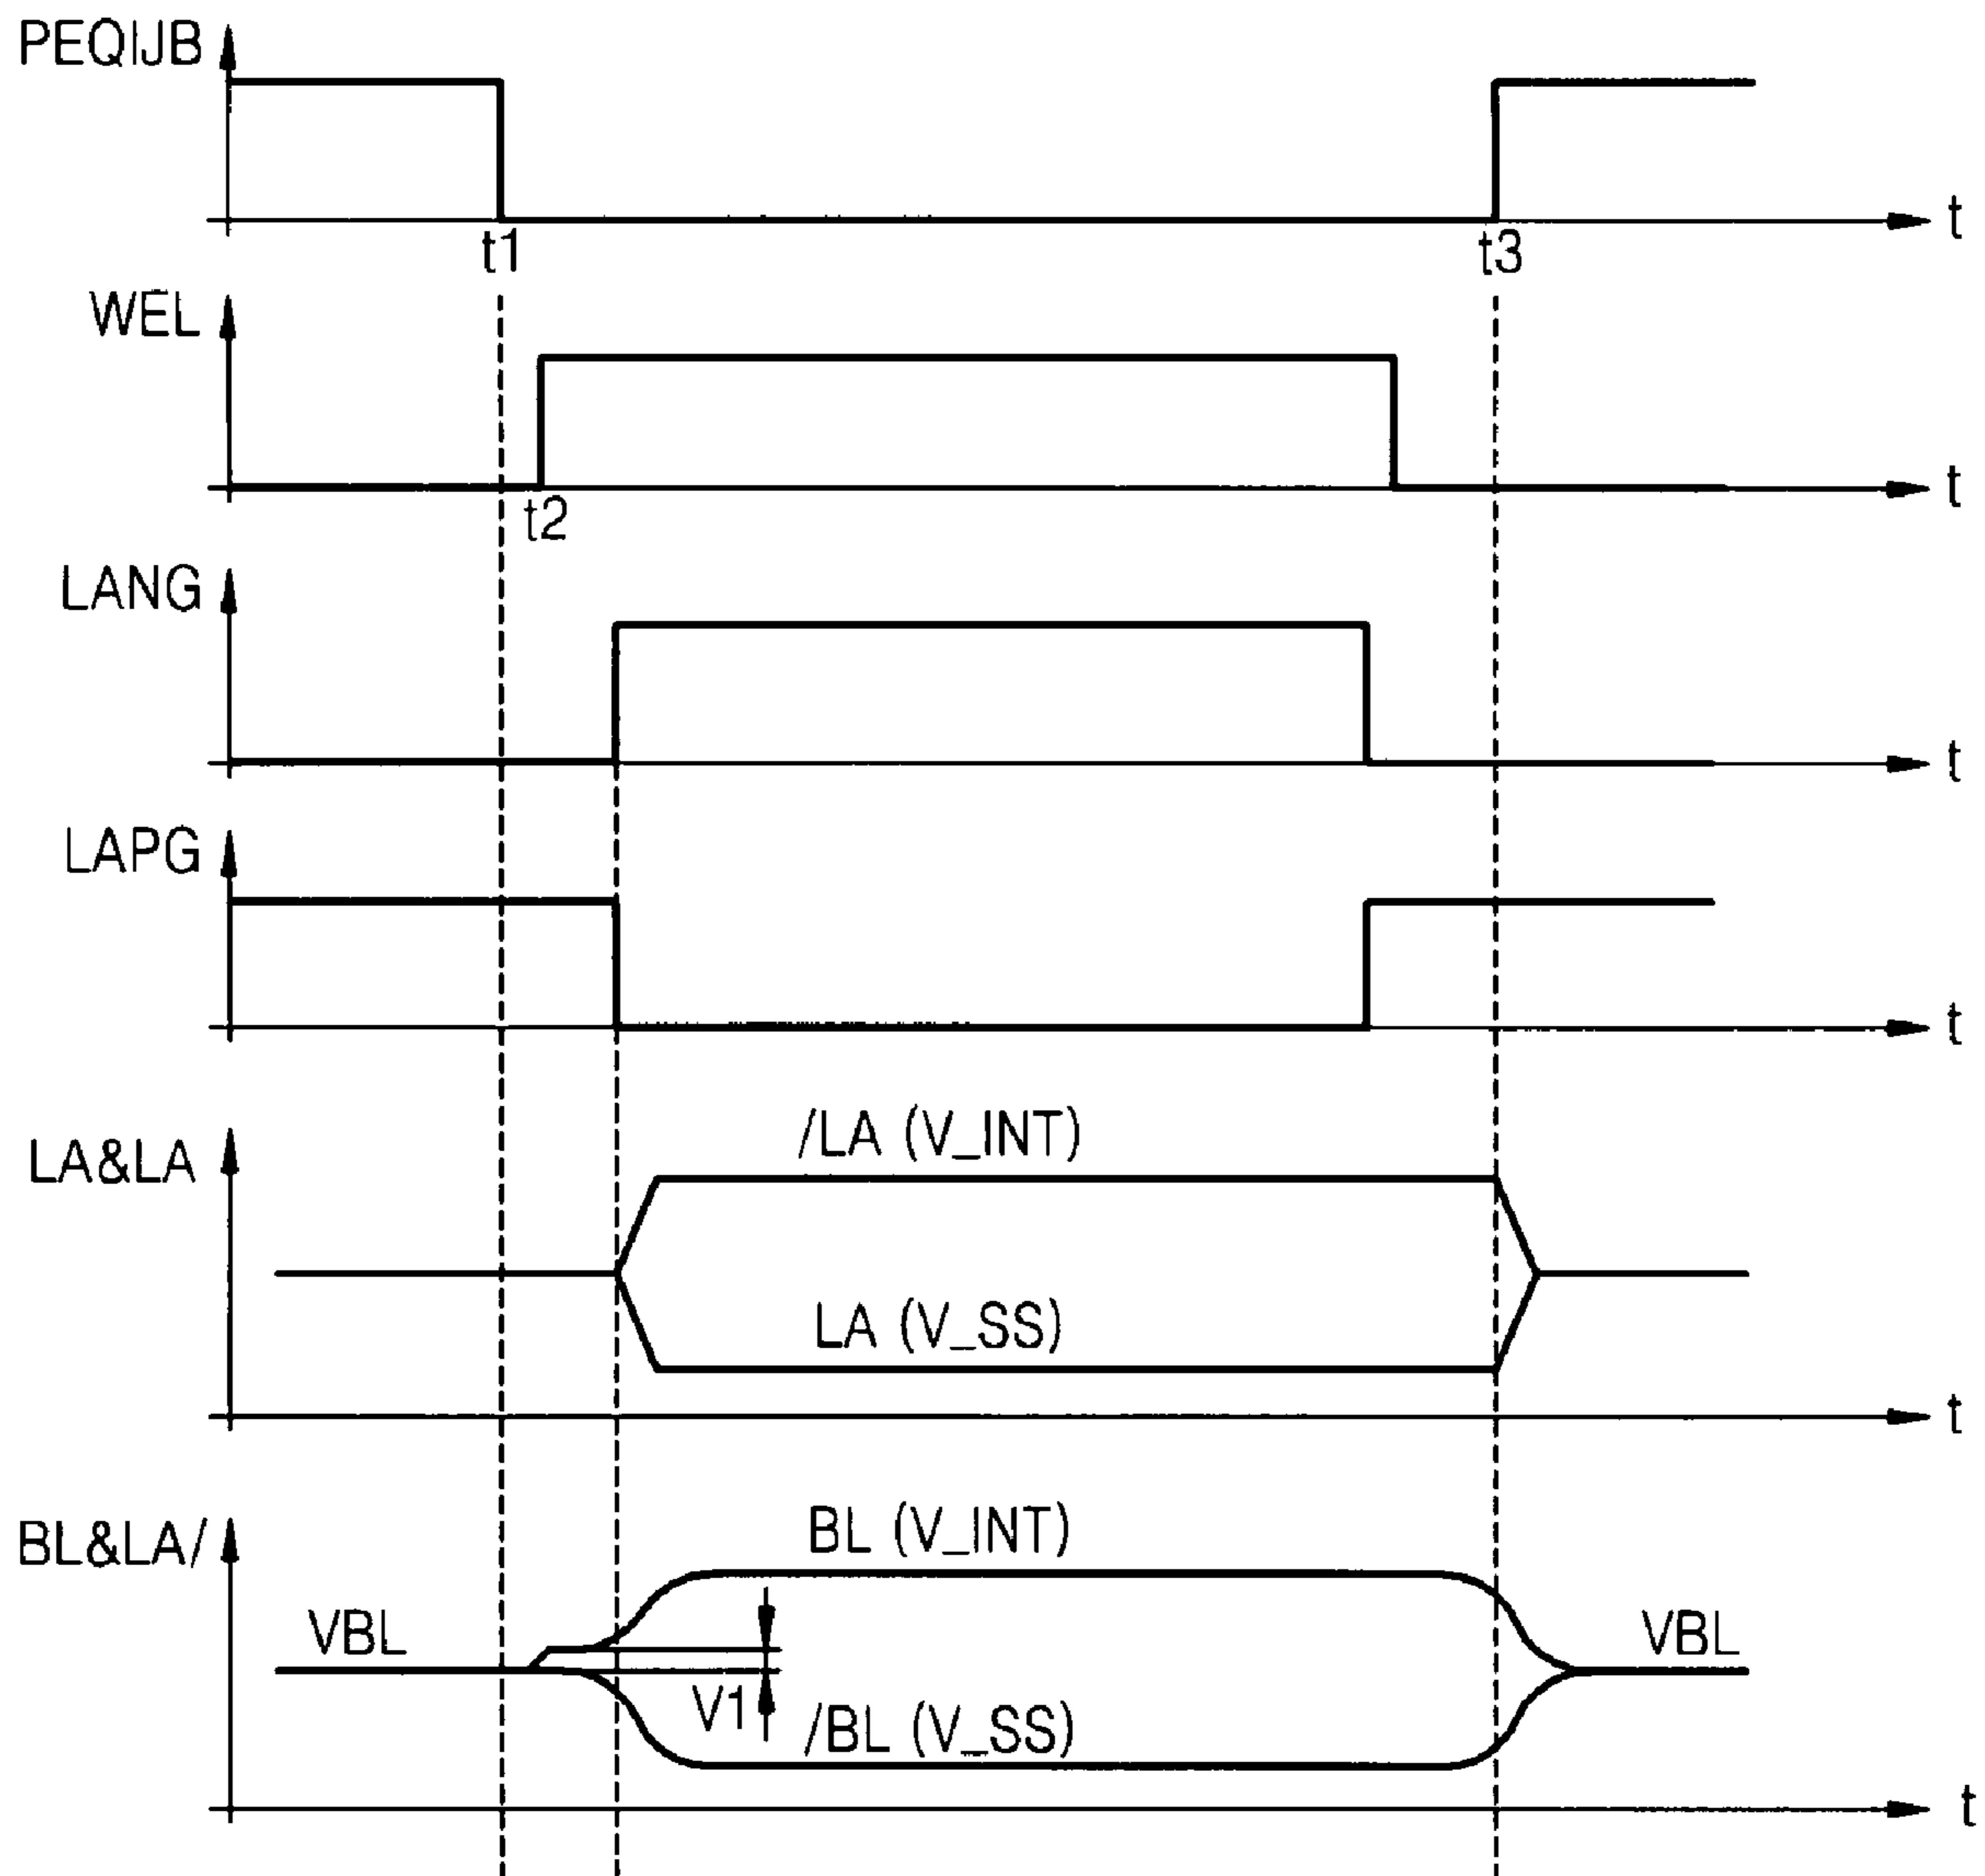 PEQIJB
t
t1
t3
WEL
t
t2
LANG
t
LAPG
t
/LA (V_INT)
LA&LA
LA (V_SS)
t
BL (V_INT)
BL&LA/
VBL
VBL
V1
/BL (V_SS)
t